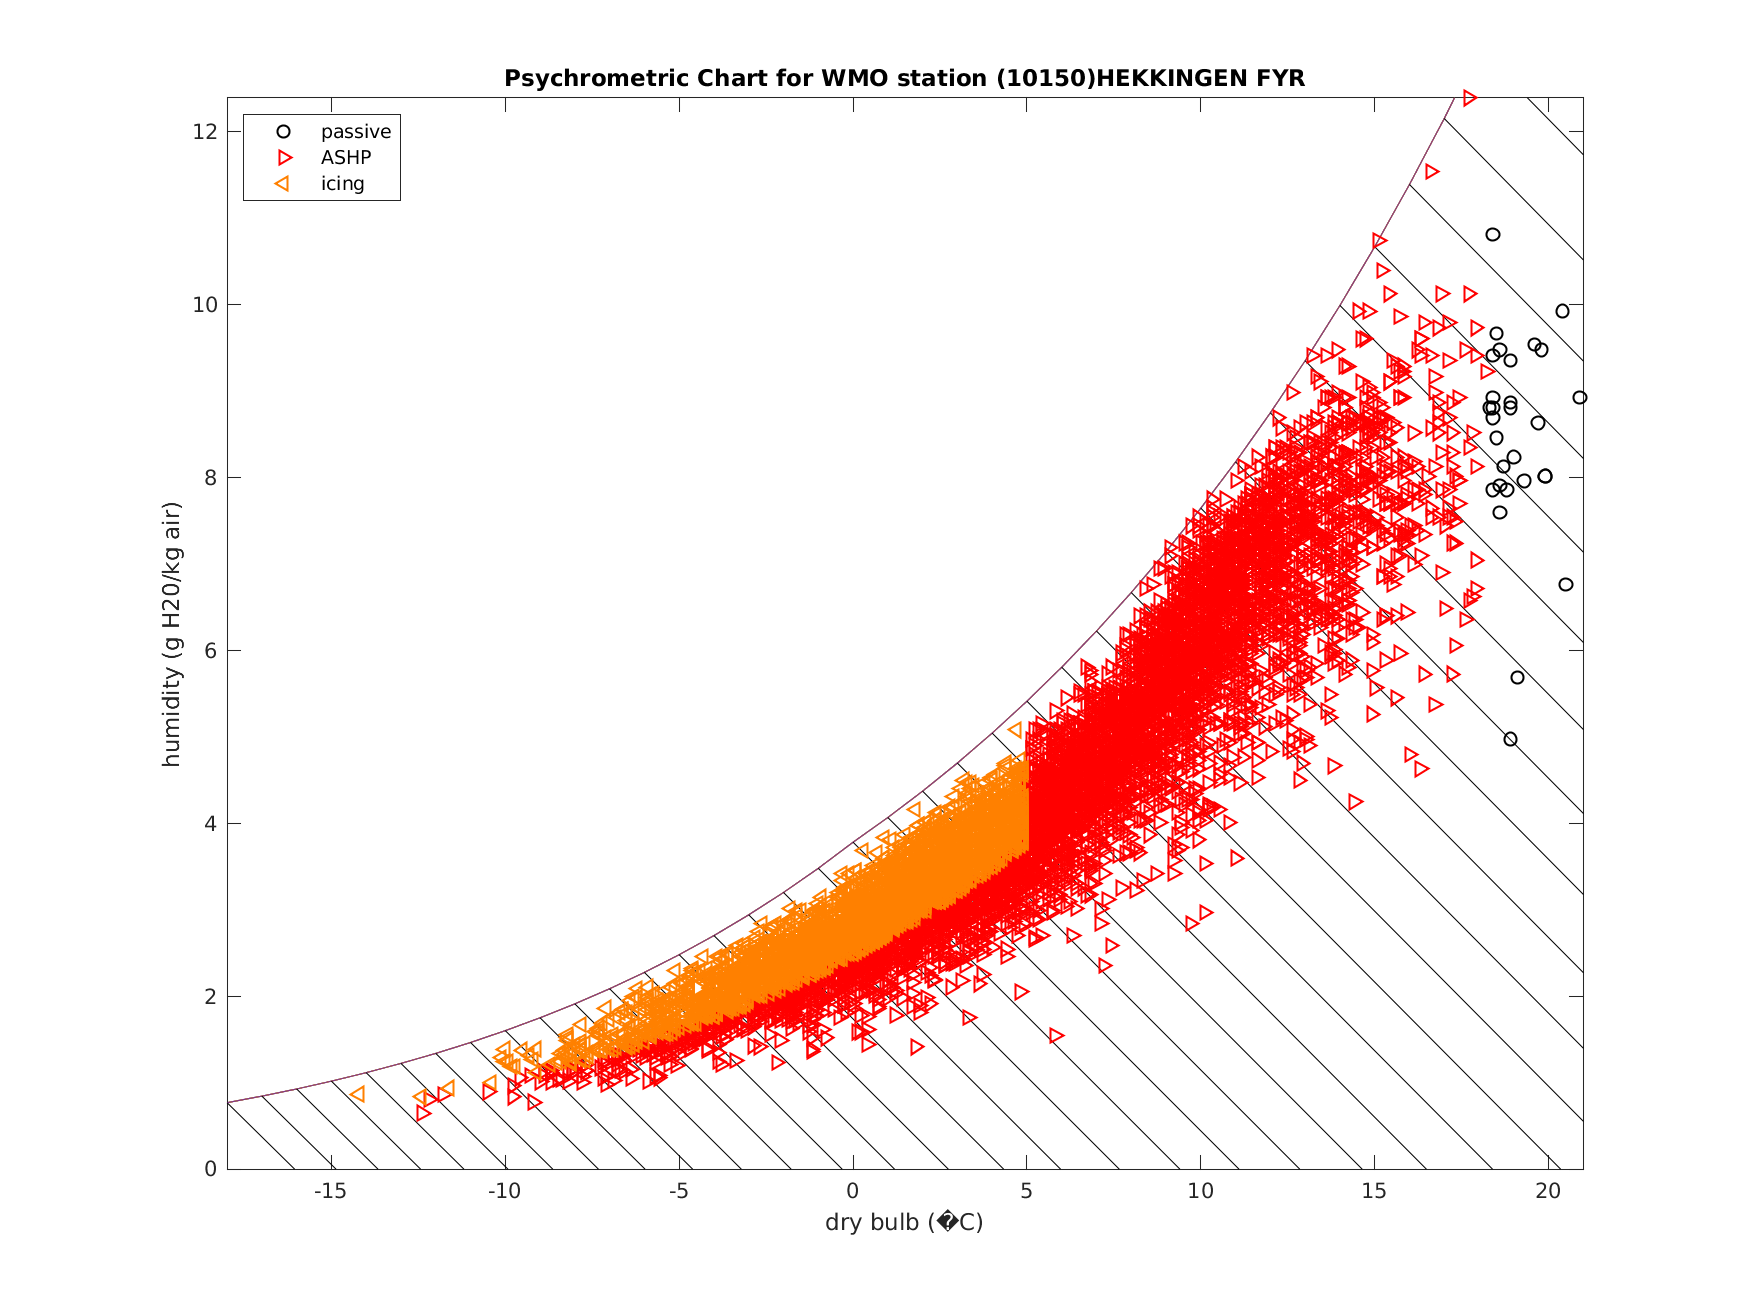 Psychrometric Chart for WMO station (10150)HEKKINGEN FYR
passive
ASHP
icing
humidity (g H20/kg air)
12
10
8
6
4
2
0
-15 -10 -5 0 5 10 15 20
dry bulb (�C)